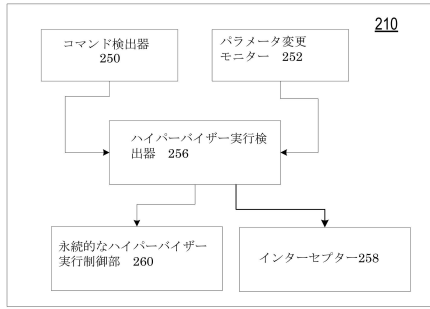 210
コマンド検出器
250
パラメータ変更
モニター 252
ハイパーバイザー実行検
出器 256
永続的なハイパーバイザー
実行制御部 260
インターセプター258